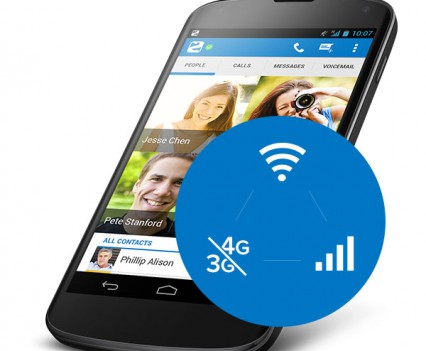 10:07
PEOPLE CALLS MESSAGES VOICEMAIL
Jesse Chen
Pete Stanford
ALL CONTACTS
Phillip Alison
4G
3G